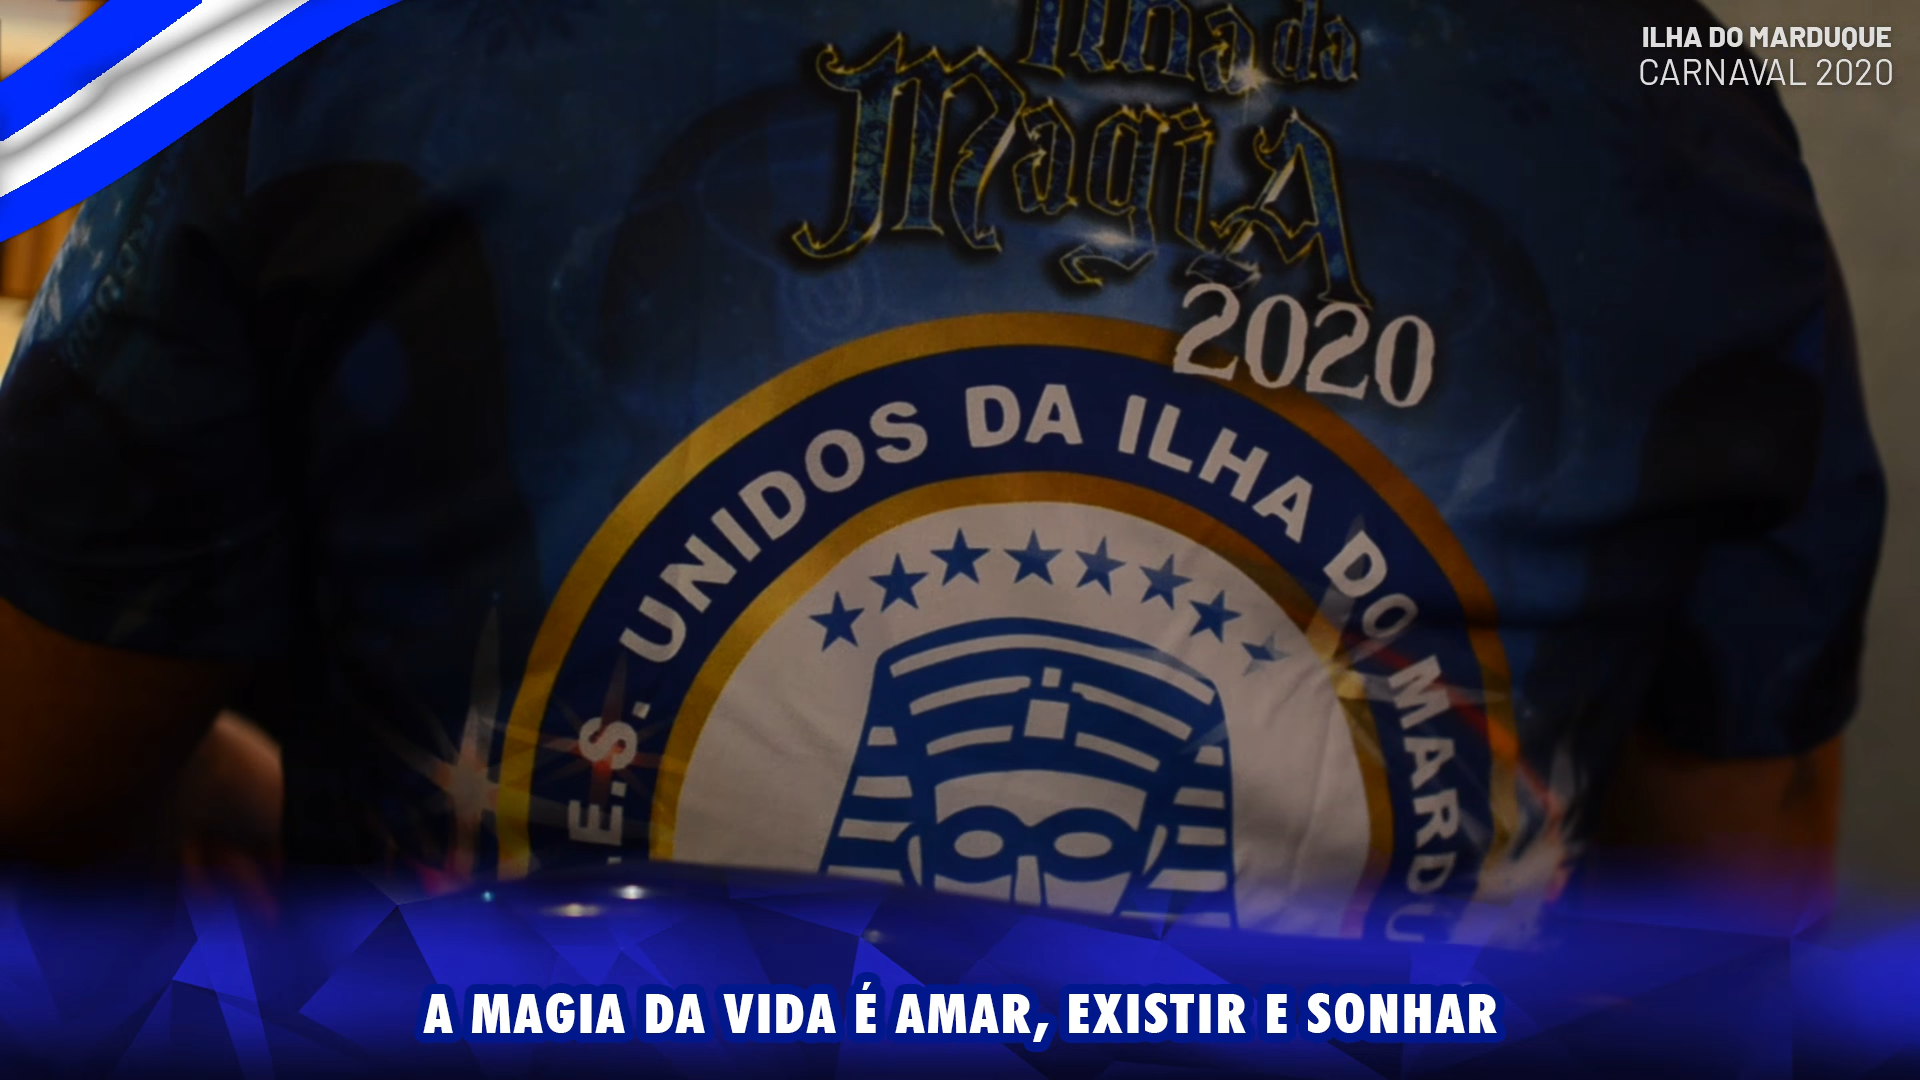 ILHA DO MARDUQUE
CARNAVAL 2020
Ilha da
MagiA
2020
E.S. UNIDOS DA ILHA DO
A MAGIA DA VIDA É AMAR, EXISTIR E SONHAR